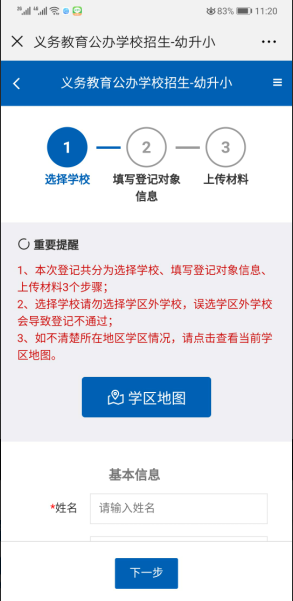 83% 11:20
义务教育公办学校招生-幼升小
义务教育公办学校招生-幼升小
1 2 3
选择学校 填写登记对象 上传材料
信息
重要提醒
1、本次登记共分为选择学校、填写登记对象信息、
上传材料3个步骤；
2、选择学校请勿选择学区外学校，误选学区外学校
会导致登记不通过；
3、如不清楚所在地区学区情况，请点击查看当前学
区地图。
学区地图
基本信息
*姓名 请输入姓名
下一步